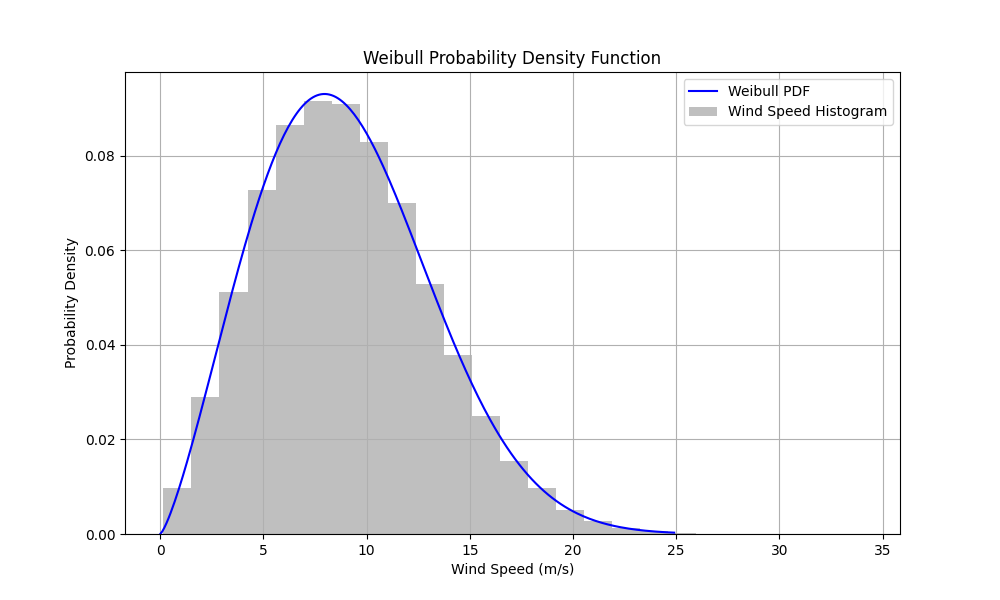 Weibull Probability Density Function
Weibull PDF
Wind Speed Histogram
Probability Density
0.08
0.06
0.04
0.02
0.00
0 5 10 15 20 25 30 35
Wind Speed (m/s)